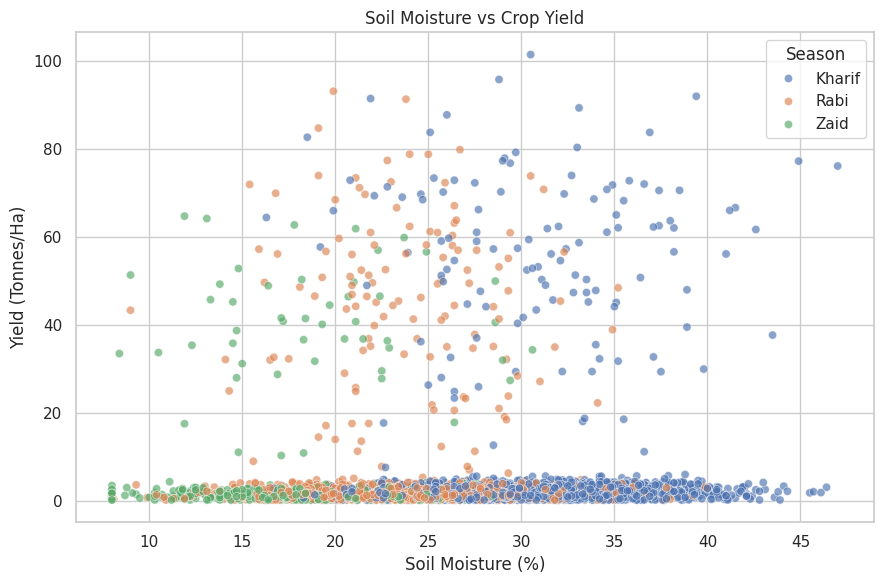 Soil Moisture vs Crop Yield
Season
Kharif
Rabi
Zaid
Yield (Tonnes/Ha)
100
80
60
40
20
0
10 15 20 25 30 35 40 45
Soil Moisture (%)